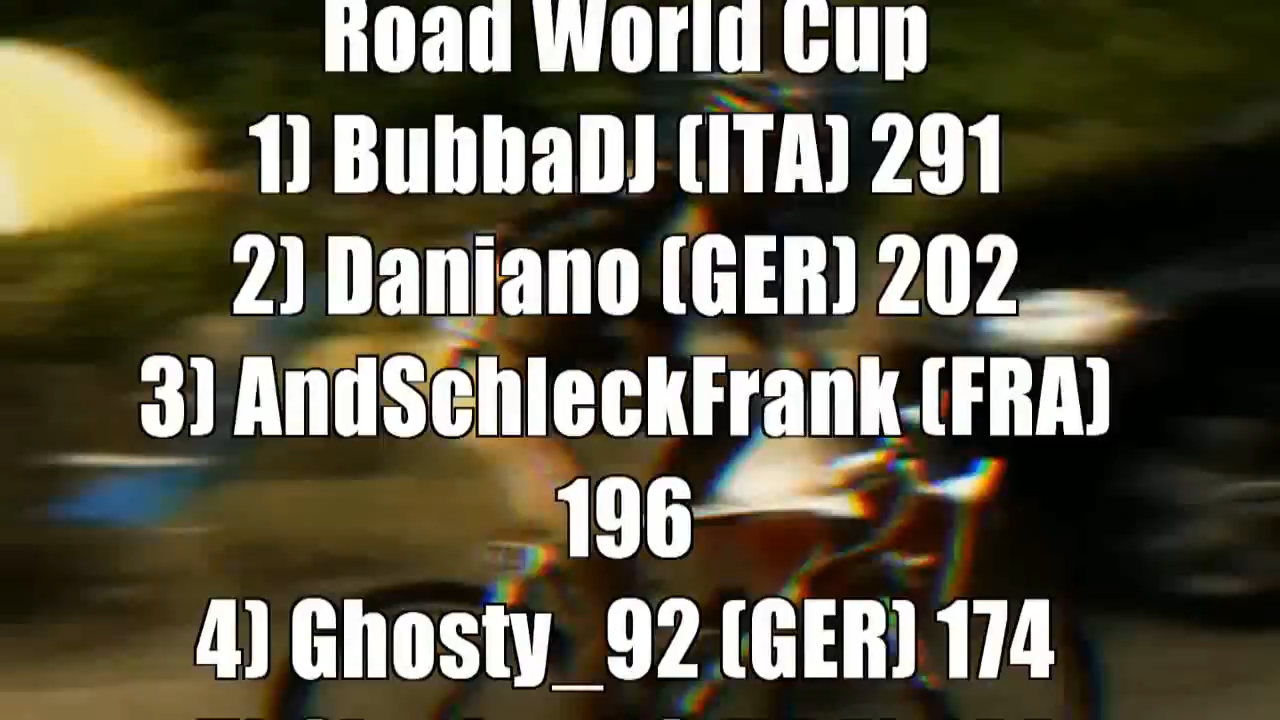 Road World Cup
1) BubbaDJ (ITA) 291
2) Daniano (GER) 202
3) AndSchleckFrank (FRA)
196
4) Ghosty_92 (GER) 174